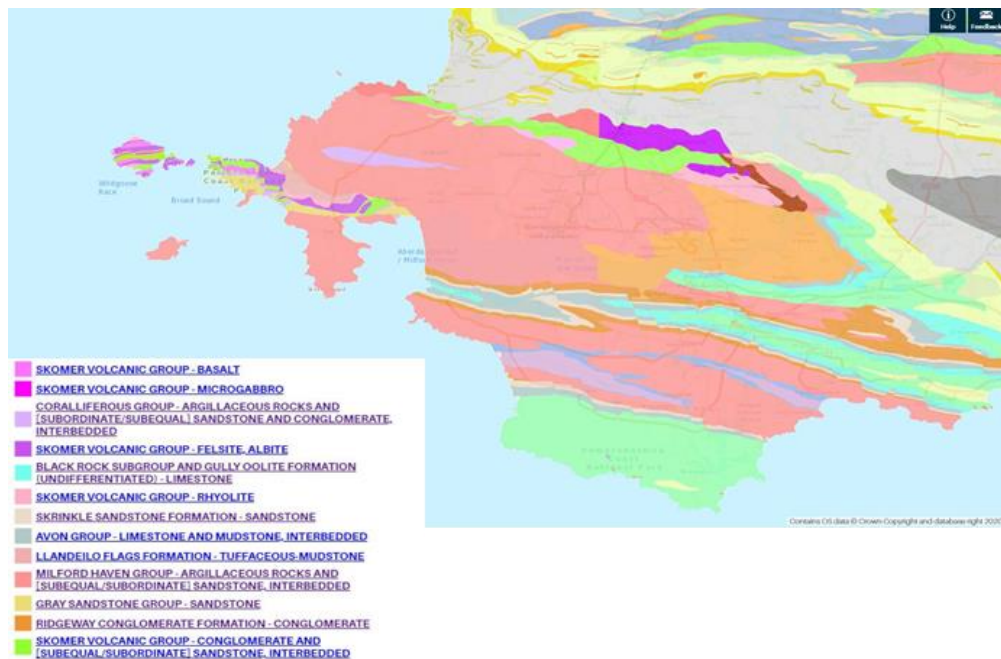 Help
Feedback
Broad Sound
Contains OS data © Crown Copyright and database right 2020
SKOMER VOLCANIC GROUP - BASALT
SKOMER VOLCANIC GROUP - MICROGABBRO
CORALLIFEROUS GROUP - ARGILLACEOUS ROCKS AND
[SUBORDINATE/SUBEQUAL] SANDSTONE AND CONGLOMERATE,
INTERBEDDED
SKOMER VOLCANIC GROUP - FELSITE, ALBITE
BLACK ROCK SUBGROUP AND GULLY OOLITE FORMATION
(UNDIFFERENTIATED) - LIMESTONE
SKOMER VOLCANIC GROUP - RHYOLITE
SKRINKLE SANDSTONE FORMATION - SANDSTONE
AVON GROUP - LIMESTONE AND MUDSTONE, INTERBEDDED
LLANDEILO FLAGS FORMATION - TUFFACEOUS-MUDSTONE
MILFORD HAVEN GROUP - ARGILLACEOUS ROCKS AND
[SUBEQUAL/SUBORDINATE] SANDSTONE, INTERBEDDED
GRAY SANDSTONE GROUP - SANDSTONE
RIDGEWAY CONGLOMERATE FORMATION - CONGLOMERATE
SKOMER VOLCANIC GROUP - CONGLOMERATE AND
[SUBEQUAL/SUBORDINATE] SANDSTONE, INTERBEDDED